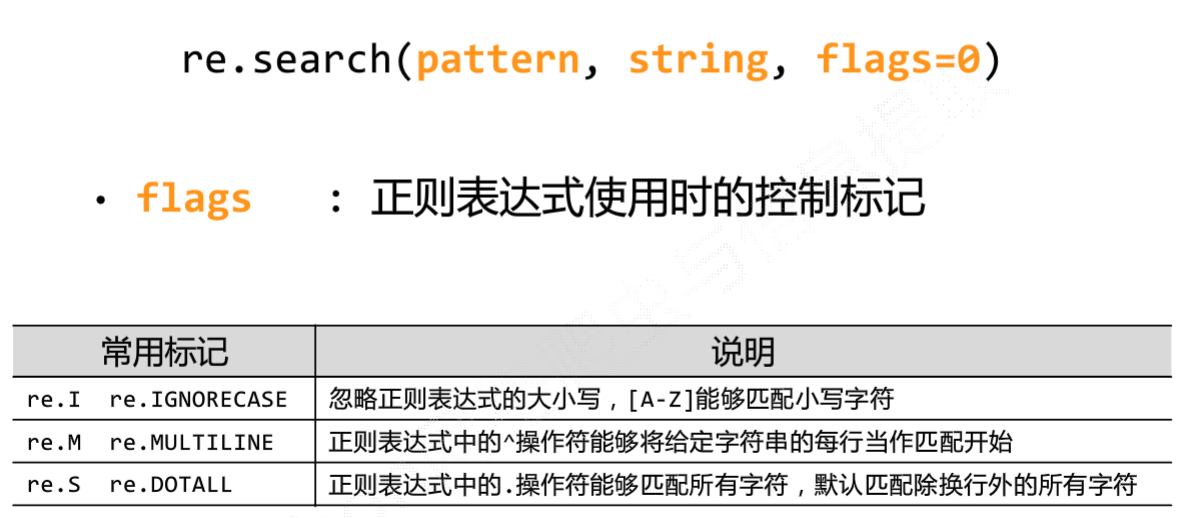 re.search(pattern, string, flags=0)
· flags : 正则表达式使用时的控制标记
常用标记 说明
re.I re.IGNORECASE 忽略正则表达式的大小写，[A-Z]能够匹配小写字符
re.M re.MULTILINE 正则表达式中的^操作符能够将给定字符串的每行当作匹配开始
re.S re.DOTALL 正则表达式中的.操作符能够匹配所有字符，默认匹配除换行外的所有字符